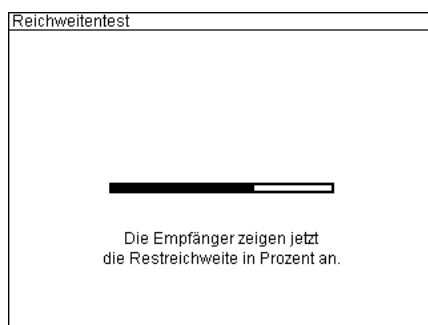 Reichweitentest
Die Empfänger zeigen jetzt
die Restreichweite in Prozent an.